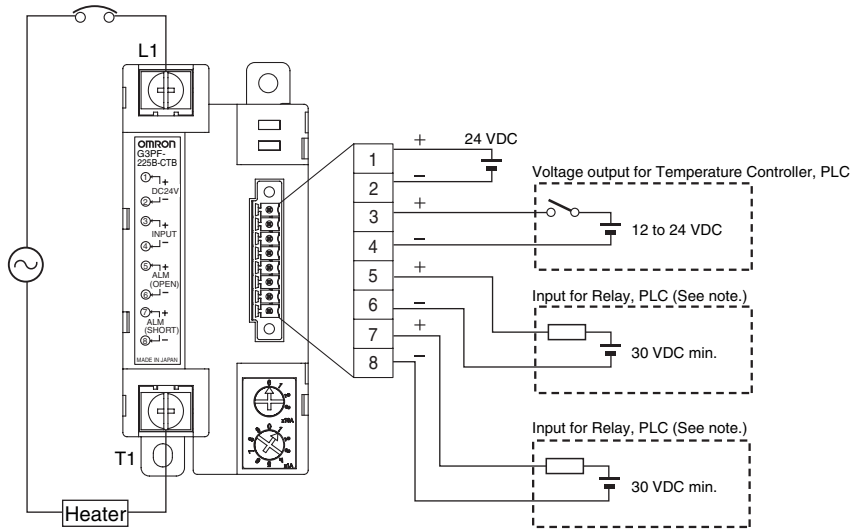 L1
OMRON
G3PF-
225B-CTB
1 +
DC24V
2 −
3 +
INPUT
4 −
5 +
ALM
(OPEN)
6 −
7 +
ALM
(SHORT)
8 −
MADE IN JAPAN
T1
Heater
x10A
x1A
1 + 24 VDC
2 −
3 +
4 −
5 +
6 −
7 +
8 −
Voltage output for Temperature Controller, PLC
12 to 24 VDC
Input for Relay, PLC (See note.)
30 VDC min.
Input for Relay, PLC (See note.)
30 VDC min.